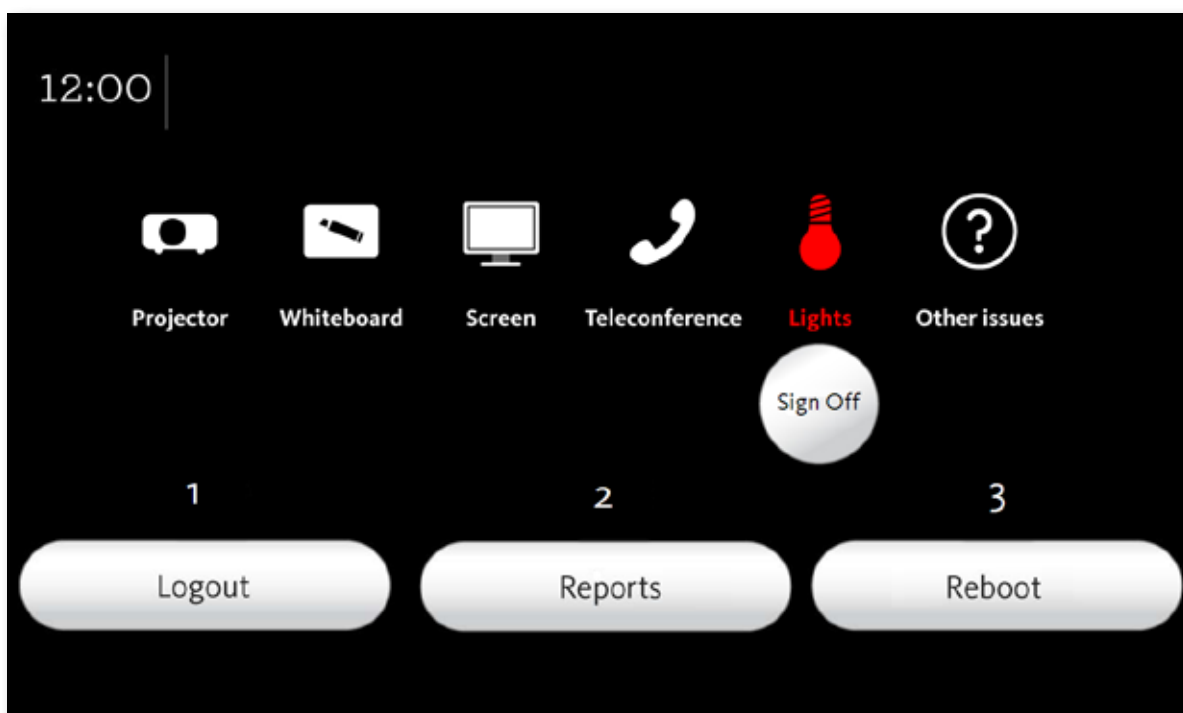 12:00
?
Projector Whiteboard Screen Teleconference Lights Other issues
Sign Off
1 2 3
Logout Reports Reboot